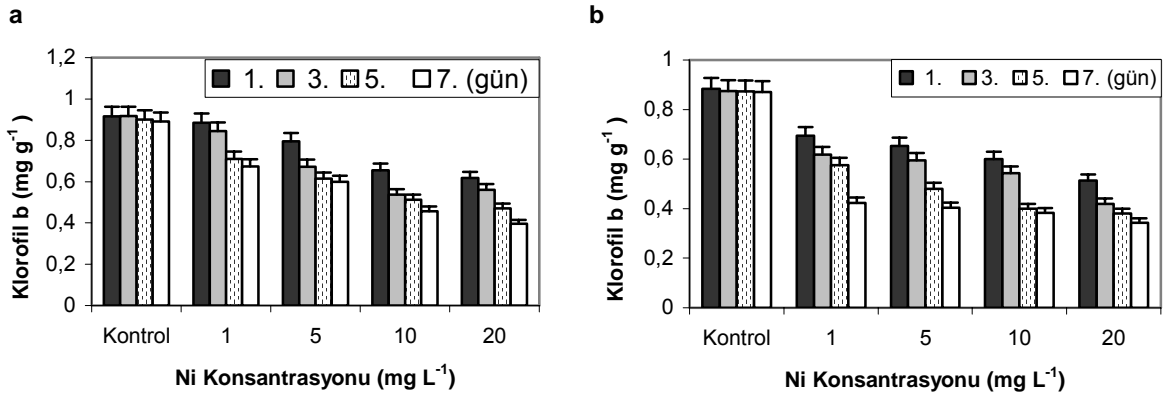 a
1,2
1
0,8
0,6
0,4
0,2
0
Klorofil b (mg g-1)
1. 3. 5. 7. (gün)
Kontrol 1 5 10 20
Ni Konsantrasyonu (mg L-1)
b
1
0,8
0,6
0,4
0,2
0
Klorofil b (mg g-1)
1. 3. 5. 7. (gün)
Kontrol 1 5 10 20
Ni Konsantrasyonu (mg L-1)